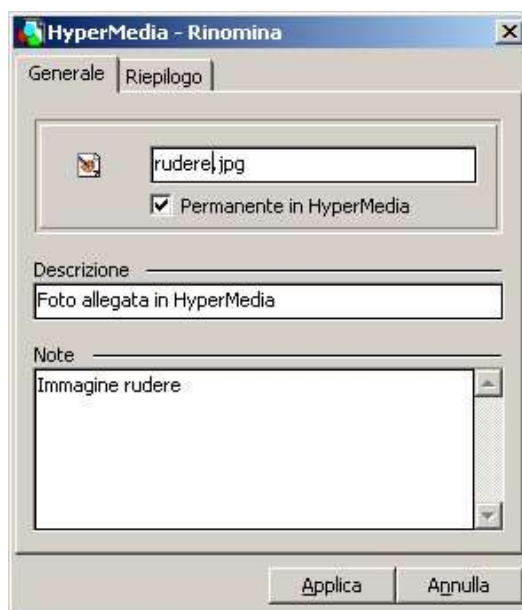 HyperMedia - Rinomina
Generale
Riepilogo
rudere.jpg
Permanente in HyperMedia
Descrizione
Foto allegata in HyperMedia
Note
Immagine rudere
Applica
Annulla